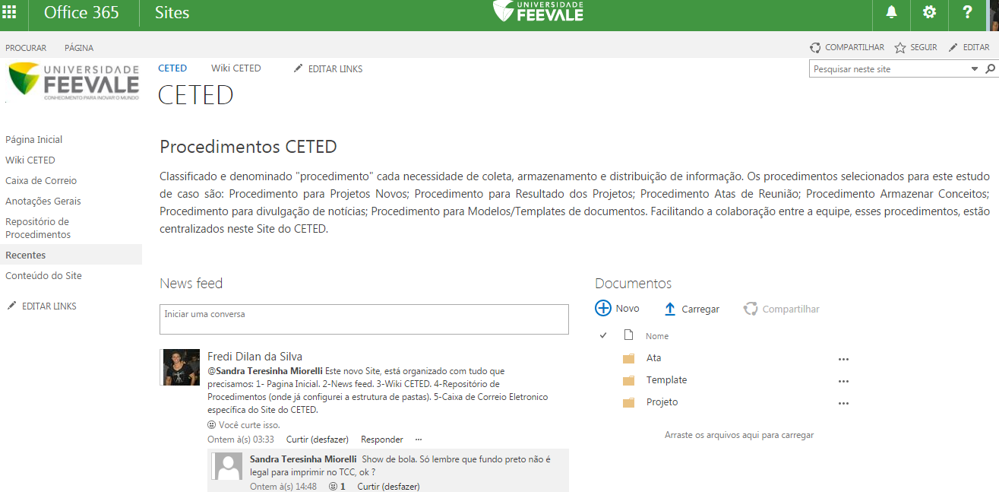 Office 365
Sites
UNIVERSIDADE
FEEVALE
?
PROCURAR
PÁGINA
COMPARTILHAR
SEGUIR
EDITAR
UNIVERSIDADE
FEEVALE
CONHECIMENTO PARA INOVAR O MUNDO
CETED
Wiki CETED
EDITAR LINKS
Pesquisar neste site
CETED
Página Inicial
Wiki CETED
Caixa de Correio
Anotações Gerais
Repositório de
Procedimentos
Recentes
Conteúdo do Site
EDITAR LINKS
Procedimentos CETED
Classificado e denominado "procedimento" cada necessidade de coleta, armazenamento e distribuição de informação. Os procedimentos selecionados para este estudo
de caso são: Procedimento para Projetos Novos; Procedimento para Resultado dos Projetos; Procedimento Atas de Reunião; Procedimento Armazenar Conceitos;
Procedimento para divulgação de notícias; Procedimento para Modelos/Templates de documentos. Facilitando a colaboração entre a equipe, esses procedimentos, estão
centralizados neste Site do CETED.
News feed
Iniciar uma conversa
Fredi Dilan da Silva
@Sandra Teresinha Miorelli Este novo Site, está organizado com tudo que
precisamos: 1- Pagina Inicial. 2-News feed. 3-Wiki CETED. 4-Repositório de
Procedimentos (onde já configurei a estrutura de pastas). 5-Caixa de Correio Eletronico
específica do Site do CETED.
Você curte isso.
Ontem à(s) 03:33 Curtir (desfazer) Responder ...
Sandra Teresinha Miorelli Show de bola. Só lembre que fundo preto não é
legal para imprimir no TCC, ok ?
Ontem à(s) 14:48 1 Curtir (desfazer)
Documentos
Novo
Carregar
Compartilhar
Nome
Ata ...
Template ...
Projeto ...
Arraste os arquivos aqui para carregar